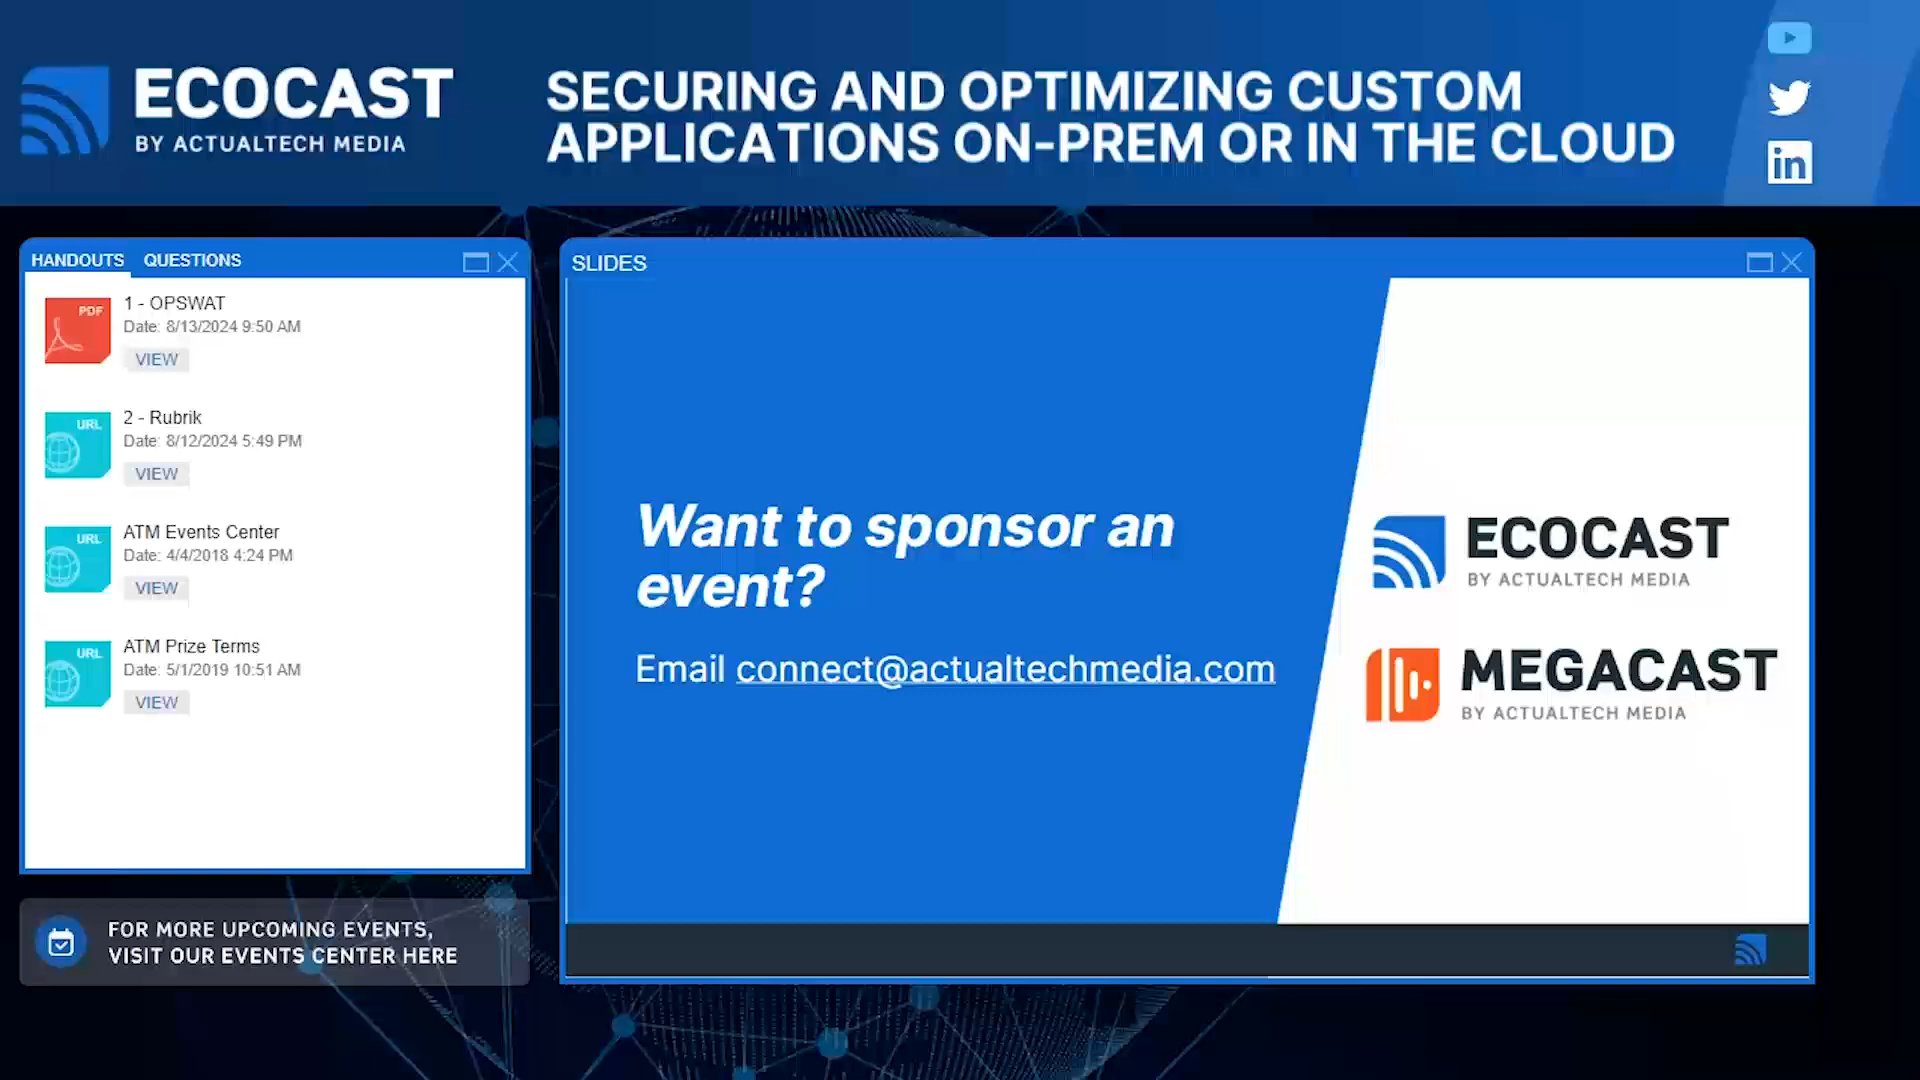 ECOCAST
BY ACTUALTECH MEDIA
SECURING AND OPTIMIZING CUSTOM
APPLICATIONS ON-PREM OR IN THE CLOUD
in
HANDOUTS QUESTIONS
PDF
1 - OPSWAT
Date: 8/13/2024 9:50 AM
VIEW
URL
2 - Rubrik
Date: 8/12/2024 5:49 PM
VIEW
URL
ATM Events Center
Date: 4/4/2018 4:24 PM
VIEW
URL
ATM Prize Terms
Date: 5/1/2019 10:51 AM
VIEW
FOR MORE UPCOMING EVENTS,
VISIT OUR EVENTS CENTER HERE
SLIDES
Want to sponsor an
event?
Email connect@actualtechmedia.com
ECOCAST
BY ACTUALTECH MEDIA
MEGACAST
BY ACTUALTECH MEDIA